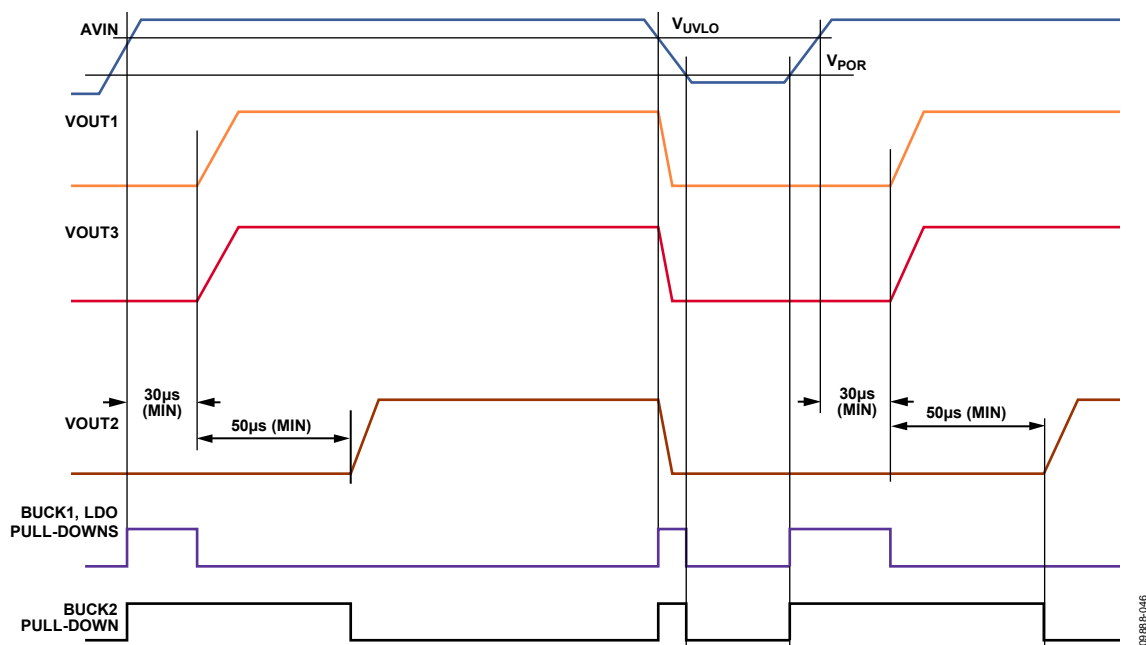 AVIN
VUVLO
VPOR
VOUT1
VOUT3
30µs
(MIN)
30µs
(MIN)
VOUT2
50µs (MIN)
50µs (MIN)
BUCK1, LDO
PULL-DOWNS
BUCK2
PULL-DOWN
09888-046